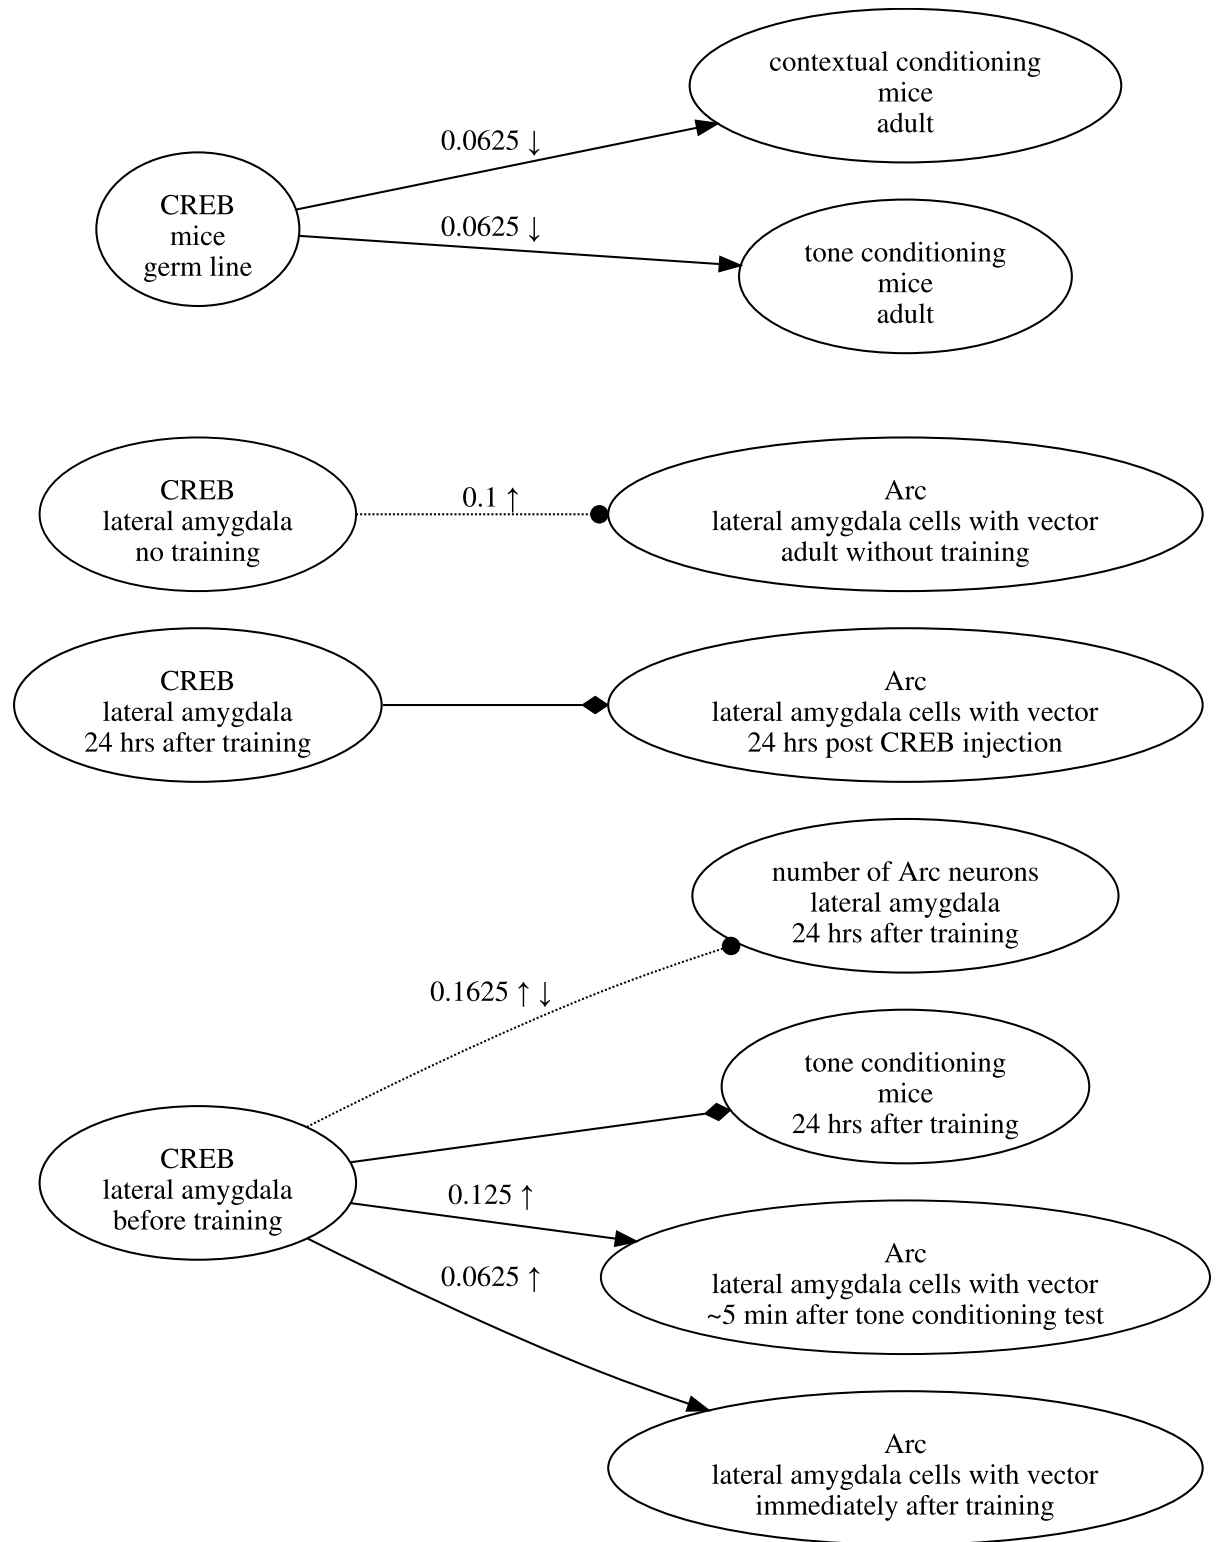 contextual conditioning
mice
adult
0.0625 ↓
CREB
mice
germ line
0.0625 ↓
tone conditioning
mice
adult
CREB
lateral amygdala
no training
0.1 ↑
Arc
lateral amygdala cells with vector
adult without training
CREB
lateral amygdala
24 hrs after training
Arc
lateral amygdala cells with vector
24 hrs post CREB injection
number of Arc neurons
lateral amygdala
24 hrs after training
0.1625 ↑ ↓
tone conditioning
mice
24 hrs after training
CREB
lateral amygdala
before training
0.125 ↑
Arc
lateral amygdala cells with vector
~5 min after tone conditioning test
0.0625 ↑
Arc
lateral amygdala cells with vector
immediately after training